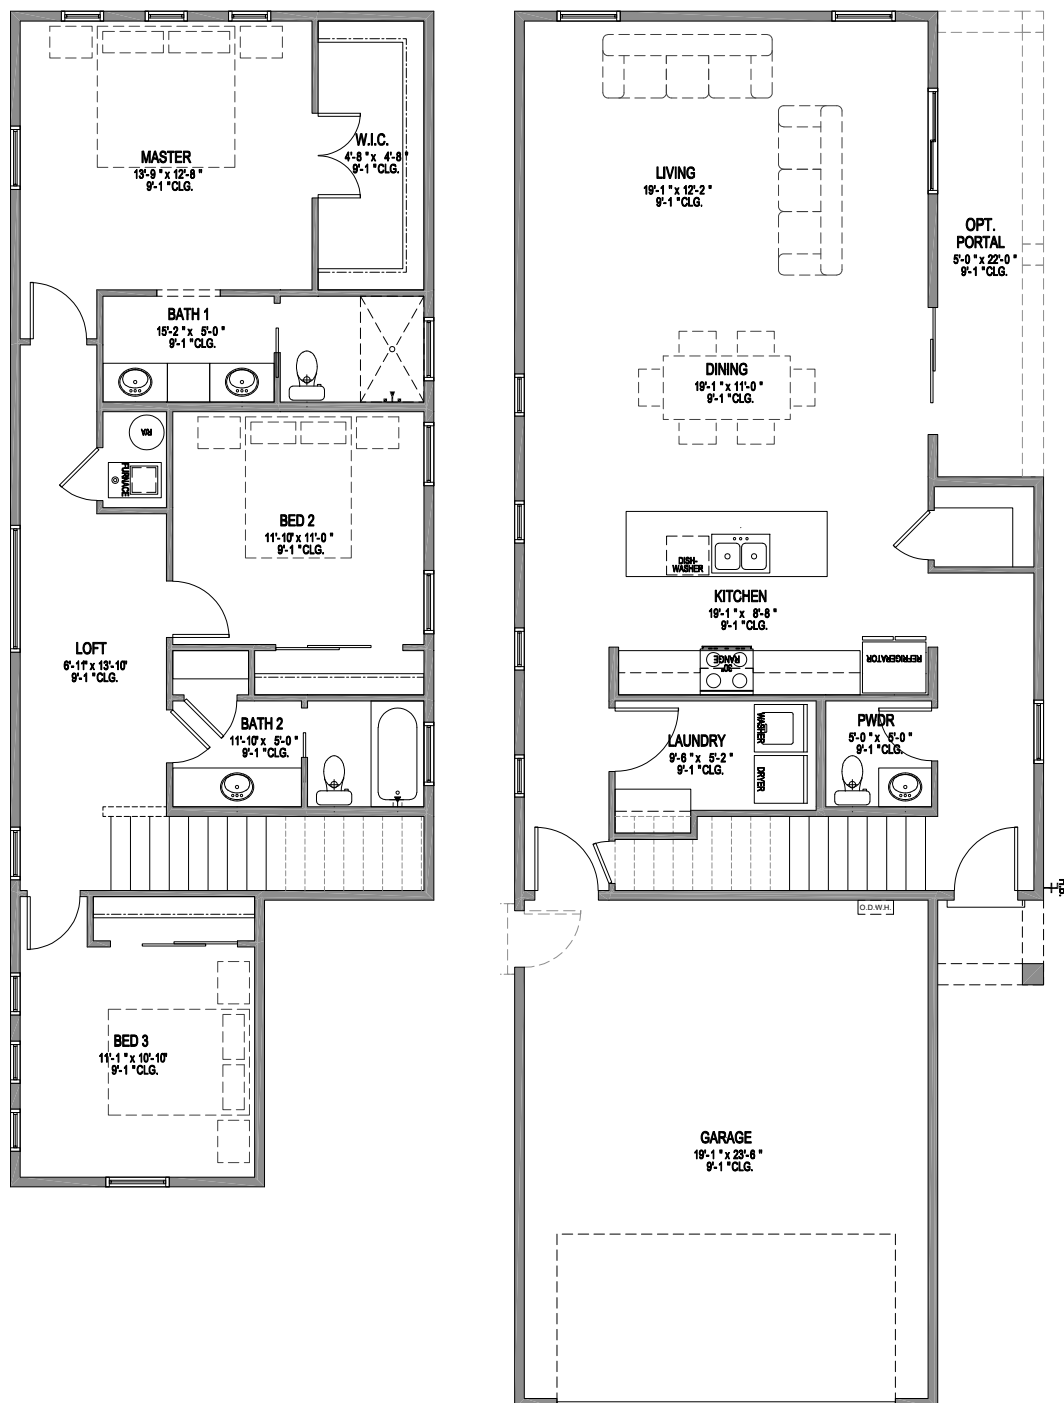 MASTER
13'-9 " x 12'-8 "
9'-1 "CLG.
W.I.C.
4'-8 " x 4'-8 "
9'-1 "CLG.
BATH 1
15'-2 " x 5'-0 "
9'-1 "CLG.
R/A
FURNACE
BED 2
11'-10" x 11'-0 "
9'-1 "CLG.
LOFT
6'-11" x 13'-10"
9'-1 "CLG.
BATH 2
11'-10" x 5'-0 "
9'-1 "CLG.
BED 3
11'-1 " x 10'-10"
9'-1 "CLG.
LIVING
19'-1 " x 12'-2 "
9'-1 "CLG.
OPT.
PORTAL
5'-0 " x 22'-0 "
9'-1 "CLG.
DINING
19'-1 " x 11'-0 "
9'-1 "CLG.
DISH-
WASHER
KITCHEN
19'-1 " x 8'-8 "
9'-1 "CLG.
30"
RANGE
REFRIGERATOR
LAUNDRY
9'-6 " x 5'-2 "
9'-1 "CLG.
WASHER
DRYER
PWDR
5'-0 " x 5'-0 "
9'-1 "CLG.
H.B.
O.D.W.H.
GARAGE
19'-1 " x 23'-6 "
9'-1 "CLG.